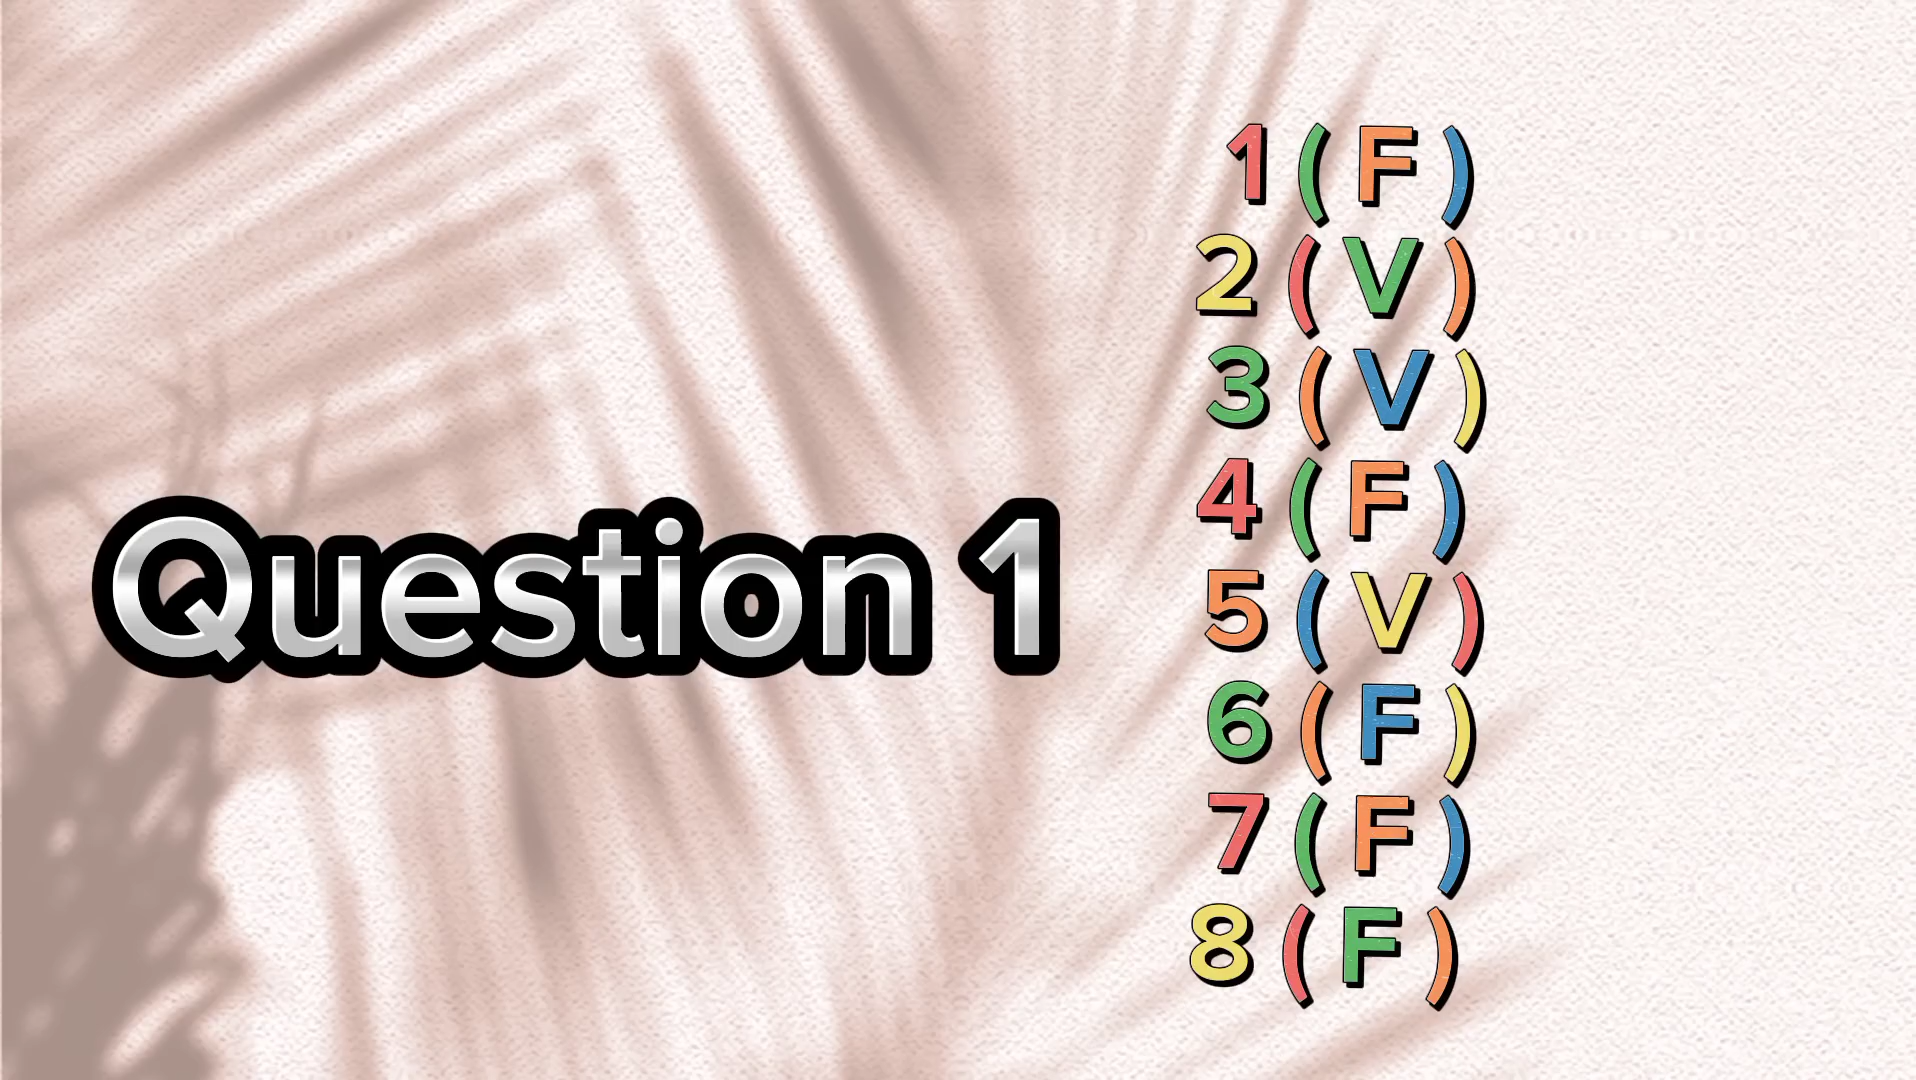 Question 1
1 ( F )
2 ( V )
3 ( V )
4 ( F )
5 ( V )
6 ( F )
7 ( F )
8 ( F )